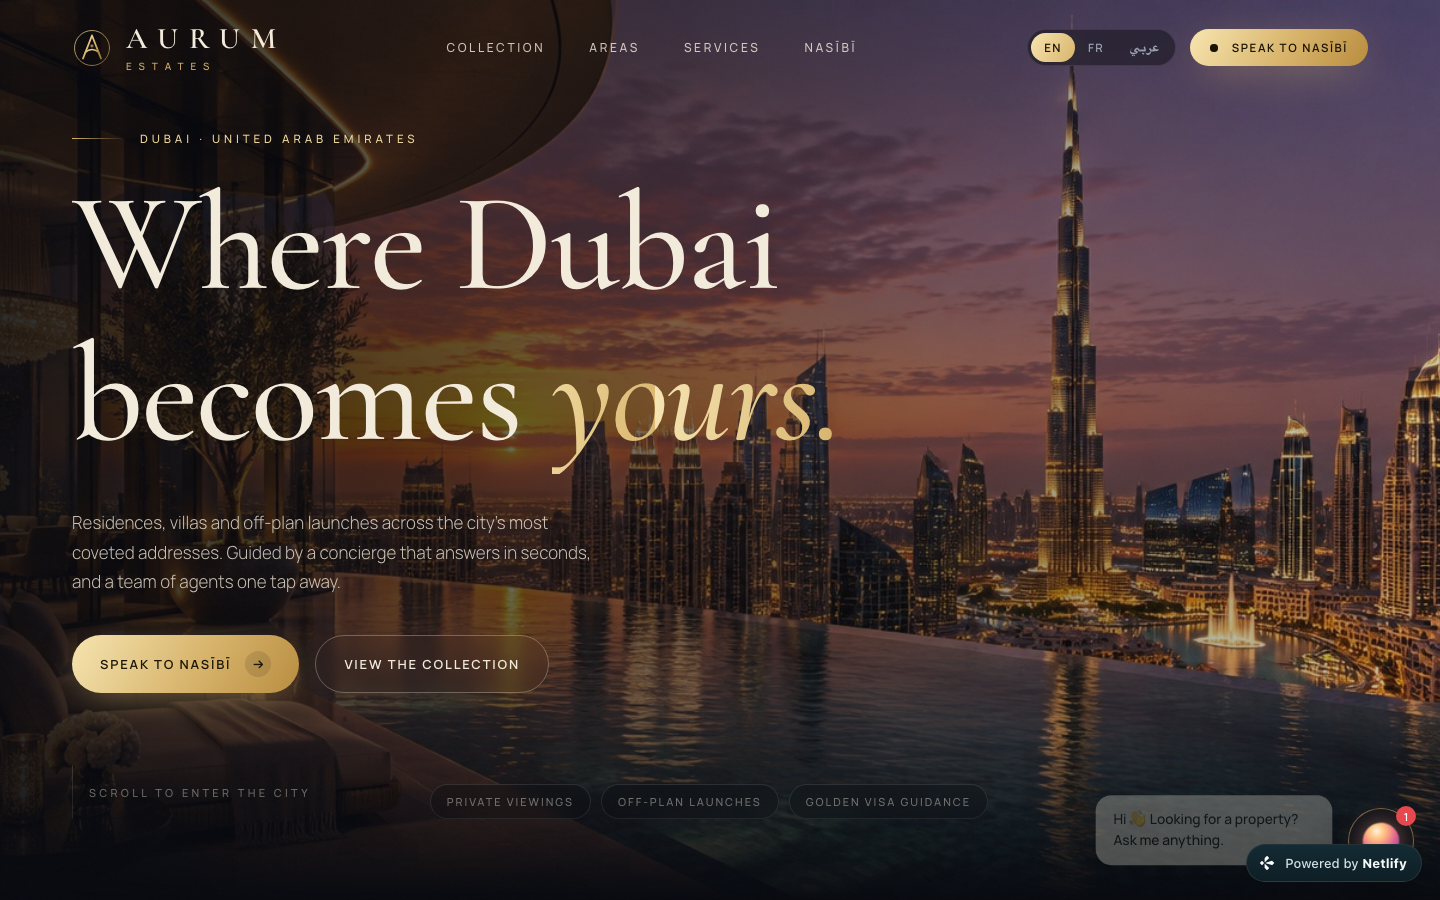 AURUM
ESTATES
COLLECTION
AREAS
SERVICES
NASĪBĪ
EN
FR
عربي
SPEAK TO NASĪBĪ
DUBAI · UNITED ARAB EMIRATES
Where Dubai
becomes yours.
Residences, villas and off-plan launches across the city's most
coveted addresses. Guided by a concierge that answers in seconds,
and a team of agents one tap away.
SPEAK TO NASĪBĪ →
VIEW THE COLLECTION
SCROLL TO ENTER THE CITY
PRIVATE VIEWINGS
OFF-PLAN LAUNCHES
GOLDEN VISA GUIDANCE
Hi 👋 Looking for a property?
Ask me anything.
1
Powered by Netlify